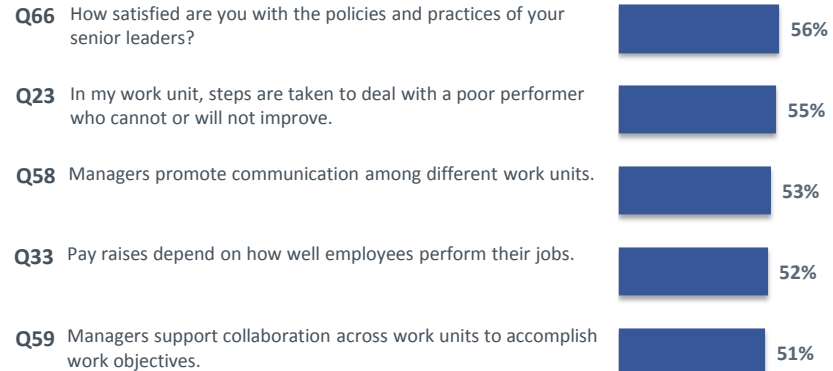 Q66 How satisfied are you with the policies and practices of your
senior leaders?
56%
Q23 In my work unit, steps are taken to deal with a poor performer
who cannot or will not improve.
55%
Q58 Managers promote communication among different work units.
53%
Q33 Pay raises depend on how well employees perform their jobs.
52%
Q59 Managers support collaboration across work units to accomplish
work objectives.
51%